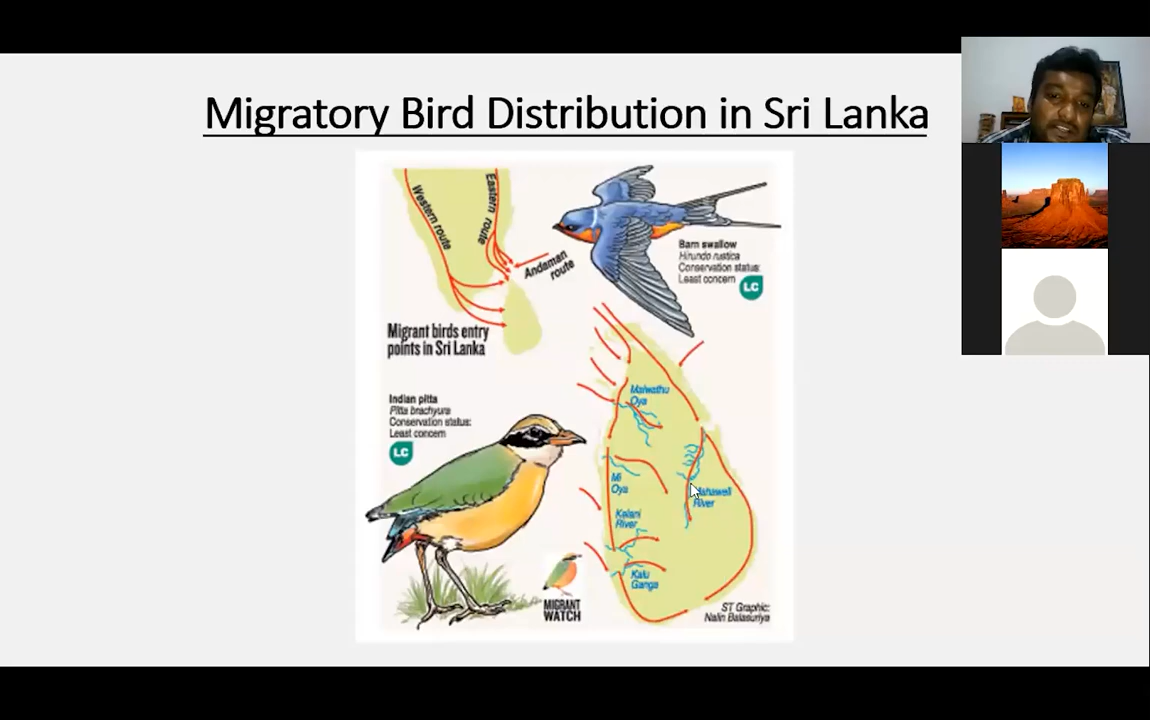 Migratory Bird Distribution in Sri Lanka
Western route
Eastern route
Andaman
route
Barn swallow
Hirundo rustica
Conservation status:
Least concern
LC
Migrant birds entry
points in Sri Lanka
Indian pitta
Pitta brachyura
Conservation status:
Least concern
LC
Malwathu
Oya
Mi
Oya
Mahaweli
River
Kelani
River
Kalu
Ganga
MIGRANT
WATCH
ST Graphic:
Nalin Balasuriya